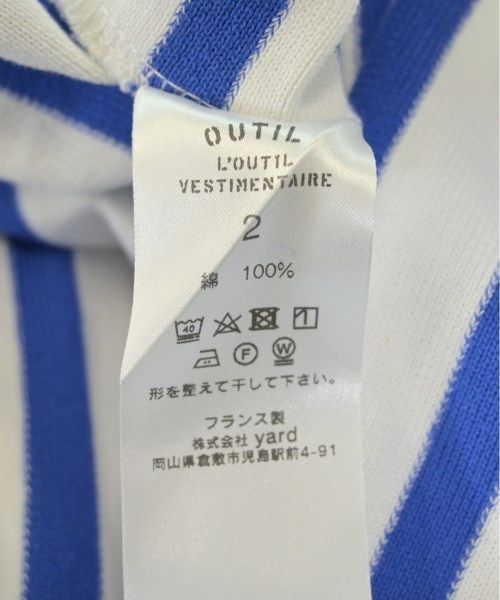 OUTIL
L'OUTIL
VESTIMENTAIRE
2
綿 100%
40
F W
形を整えて干して下さい。
フランス製
株式会社 yard
岡山県倉敷市児島駅前4-91